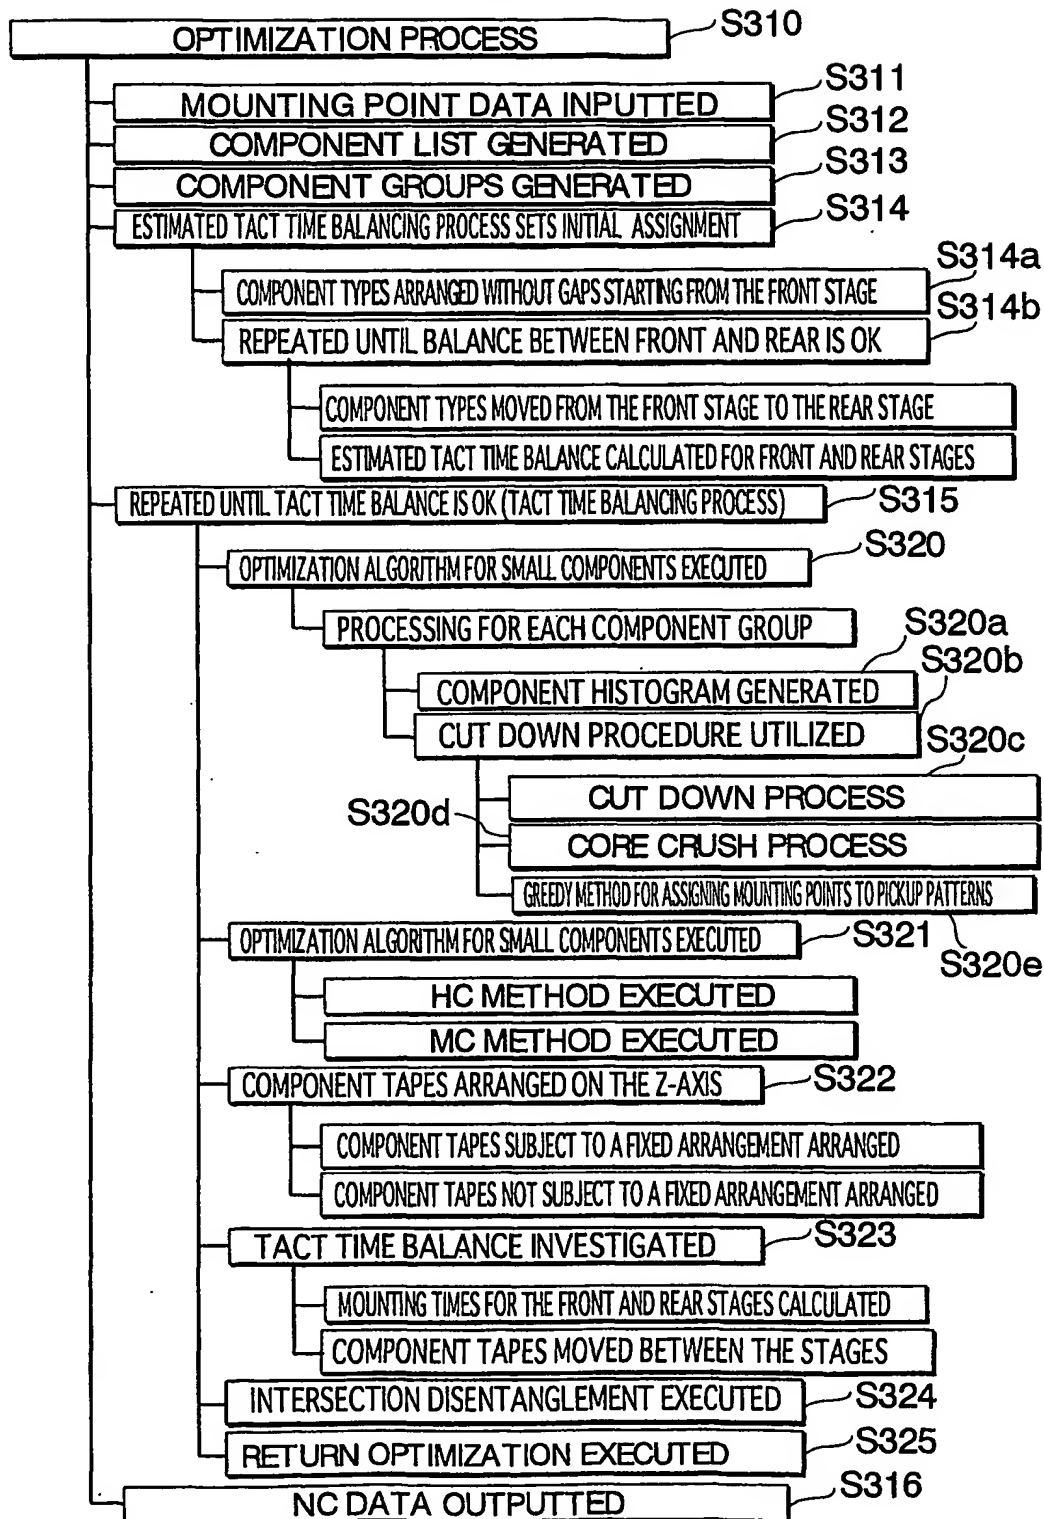 OPTIMIZATION PROCESS S310
MOUNTING POINT DATA INPUTTED S311
COMPONENT LIST GENERATED S312
COMPONENT GROUPS GENERATED S313
ESTIMATED TACT TIME BALANCING PROCESS SETS INITIAL ASSIGNMENT S314
COMPONENT TYPES ARRANGED WITHOUT GAPS STARTING FROM THE FRONT STAGE S314a
REPEATED UNTIL BALANCE BETWEEN FRONT AND REAR IS OK S314b
COMPONENT TYPES MOVED FROM THE FRONT STAGE TO THE REAR STAGE
ESTIMATED TACT TIME BALANCE CALCULATED FOR FRONT AND REAR STAGES
REPEATED UNTIL TACT TIME BALANCE IS OK (TACT TIME BALANCING PROCESS) S315
OPTIMIZATION ALGORITHM FOR SMALL COMPONENTS EXECUTED S320
PROCESSING FOR EACH COMPONENT GROUP
COMPONENT HISTOGRAM GENERATED S320a
CUT DOWN PROCEDURE UTILIZED S320b
CUT DOWN PROCESS S320c
S320d CORE CRUSH PROCESS
GREEDY METHOD FOR ASSIGNING MOUNTING POINTS TO PICKUP PATTERNS S320e
OPTIMIZATION ALGORITHM FOR SMALL COMPONENTS EXECUTED S321
HC METHOD EXECUTED
MC METHOD EXECUTED
COMPONENT TAPES ARRANGED ON THE Z-AXIS S322
COMPONENT TAPES SUBJECT TO A FIXED ARRANGEMENT ARRANGED
COMPONENT TAPES NOT SUBJECT TO A FIXED ARRANGEMENT ARRANGED
TACT TIME BALANCE INVESTIGATED S323
MOUNTING TIMES FOR THE FRONT AND REAR STAGES CALCULATED
COMPONENT TAPES MOVED BETWEEN THE STAGES
INTERSECTION DISENTANGLEMENT EXECUTED S324
RETURN OPTIMIZATION EXECUTED S325
NC DATA OUTPUTTED S316